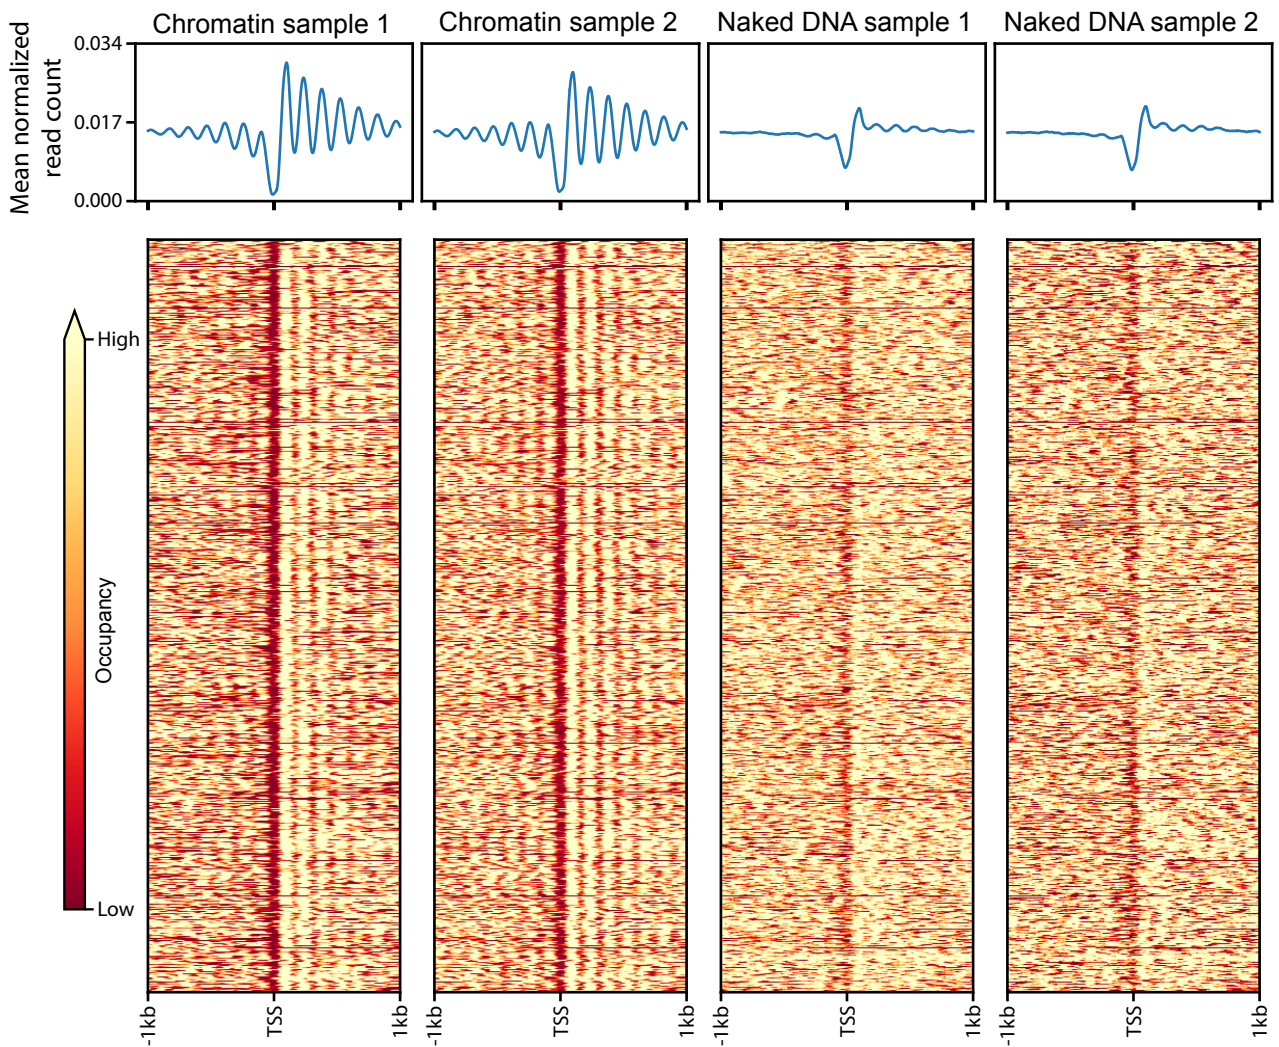 Chromatin sample 1
Chromatin sample 2
Naked DNA sample 1
Naked DNA sample 2
Mean normalized
read count
0.034
0.017
0.000
High
Occupancy
Low
-1kb
TSS
1kb
-1kb
TSS
1kb
-1kb
TSS
1kb
-1kb
TSS
1kb